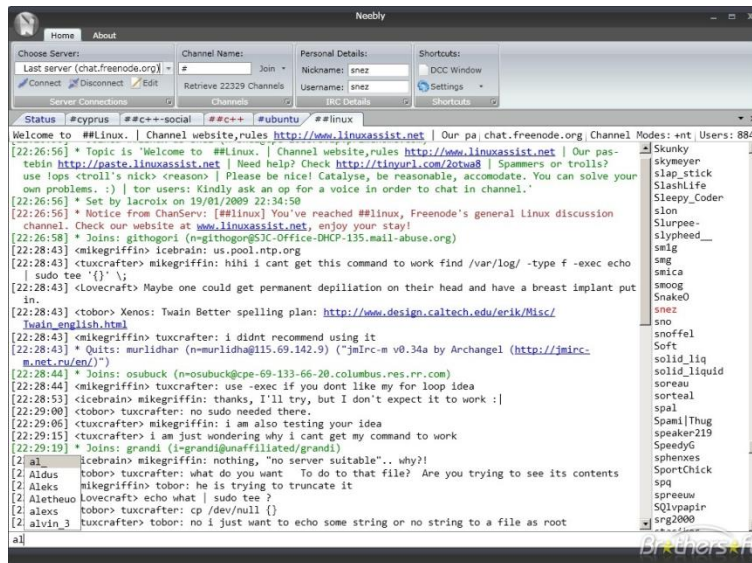 Neebly
Home About
Choose Server: Channel Name: Personal Details: Shortcuts:
Last server (chat.freenode.org) # Join Nickname: snez DCC Window
Connect Disconnect Edit Retrieve 22329 Channels Username: snez Settings
Server Connections Channels IRC Details Shortcuts
Status #cyprus ##c++-social ##c++ #ubuntu ##linux
Welcome to ##Linux. | Channel website,rules http://www.linuxassist.net | Our pa chat.freenode.org Channel Modes: +nt Users: 884
[22:26:56] * Topic is 'Welcome to ##Linux. | Channel website,rules http://www.linuxassist.net | Our pas-
tebin http://paste.linuxassist.net | Need help? Check http://tinyurl.com/2otwa8 | Spammers or trolls?
use !ops <troll's nick> <reason> | Please be nice! Catalyse, be reasonable, accomodate. You can solve your
own problems. :) | tor users: Kindly ask an op for a voice in order to chat in channel.'
[22:26:56] * Set by lacroix on 19/01/2009 22:34:50
[22:26:56] * Notice from ChanServ: [##linux] You've reached ##linux, Freenode's general Linux discussion
channel. Check our website at www.linuxassist.net, enjoy your stay!
[22:26:58] * Joins: githogori (n=githogor@SJC-Office-DHCP-135.mail-abuse.org)
[22:28:43] <mikegriffin> icebrain: us.pool.ntp.org
[22:28:43] <tuxcrafter> mikegriffin: hihi i cant get this command to work find /var/log/ -type f -exec echo
| sudo tee '{}' \;
[22:28:43] <Lovecraft> Maybe one could get permanent depiliation on their head and have a breast implant put
in.
[22:28:43] <tobor> Xenos: Twain Better spelling plan: http://www.design.caltech.edu/erik/Misc/
Twain_english.html
[22:28:43] <mikegriffin> tuxcrafter: i didnt recommend using it
[22:28:43] * Quits: murlidhar (n=murlidha@115.69.142.9) ("jmIrc-m v0.34a by Archangel (http://jmirc-
m.net.ru/en/)")
[22:28:44] * Joins: osubuck (n=osubuck@cpe-69-133-66-20.columbus.res.rr.com)
[22:28:44] <mikegriffin> tuxcrafter: use -exec if you dont like my for loop idea
[22:28:53] <icebrain> mikegriffin: thanks, I'll try, but I don't expect it to work :|
[22:29:00] <tobor> tuxcrafter: no sudo needed there.
[22:29:06] <tuxcrafter> mikegriffin: i am also testing your idea
[22:29:15] <tuxcrafter> i am just wondering why i cant get my command to work
[22:29:19] * Joins: grandi (i=grandi@unaffiliated/grandi)
[2 icebrain> mikegriffin: nothing, "no server suitable".. why?!
[2 tobor> tuxcrafter: what do you want To do to that file? Are you trying to see its contents
[2 mikegriffin> tobor: he is trying to truncate it
[2 Lovecraft> echo what | sudo tee ?
[2 tobor> tuxcrafter: cp /dev/null {}
[2 tuxcrafter> tobor: no i just want to echo some string or no string to a file as root
al_
Aldus
Aleks
Aletheuo
alexs
alvin_3
al
Skunky
skymeyer
slap_stick
SlashLife
Sleepy_Coder
slon
Slurpee-
slypheed__
sm1g
smg
smica
smoog
SnakeO
snez
sno
snoffel
Soft
solid_liq
solid_liquid
soreau
sorteal
spal
Spami|Thug
speaker219
SpeedyG
sphenxes
SportChick
spq
spreeuw
SQlvpapir
srg2000